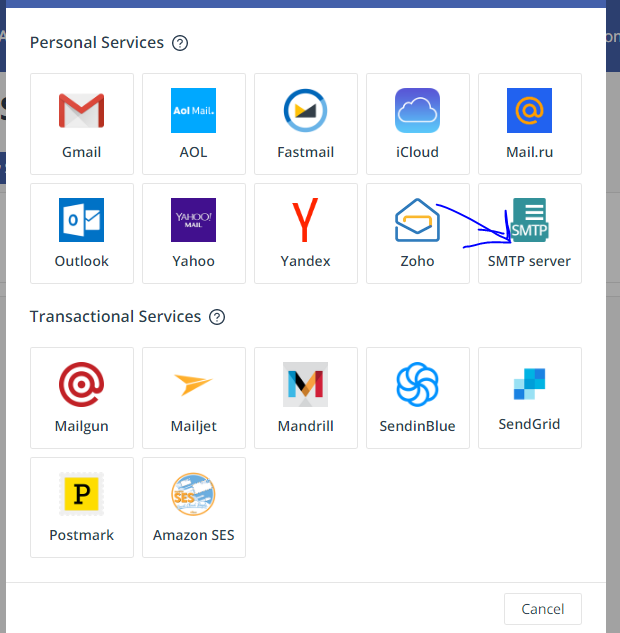 Personal Services ?
Aol Mail.
Gmail
AOL
Fastmail
iCloud
Mail.ru
YAHOO!
MAIL
SMTP
Outlook
Yahoo
Yandex
Zoho
SMTP server
Transactional Services ?
Mailgun
Mailjet
Mandrill
SendinBlue
SendGrid
P
SES
Postmark
Amazon SES
Cancel